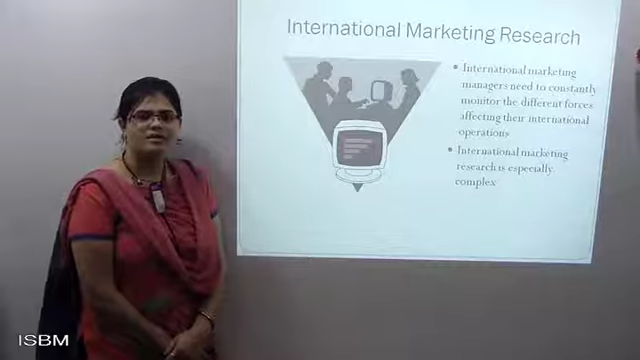 International Marketing Research
• International marketing
managers need to constantly
monitor the different forces
affecting their international
operations
• International marketing
research is especially
complex
ISBM